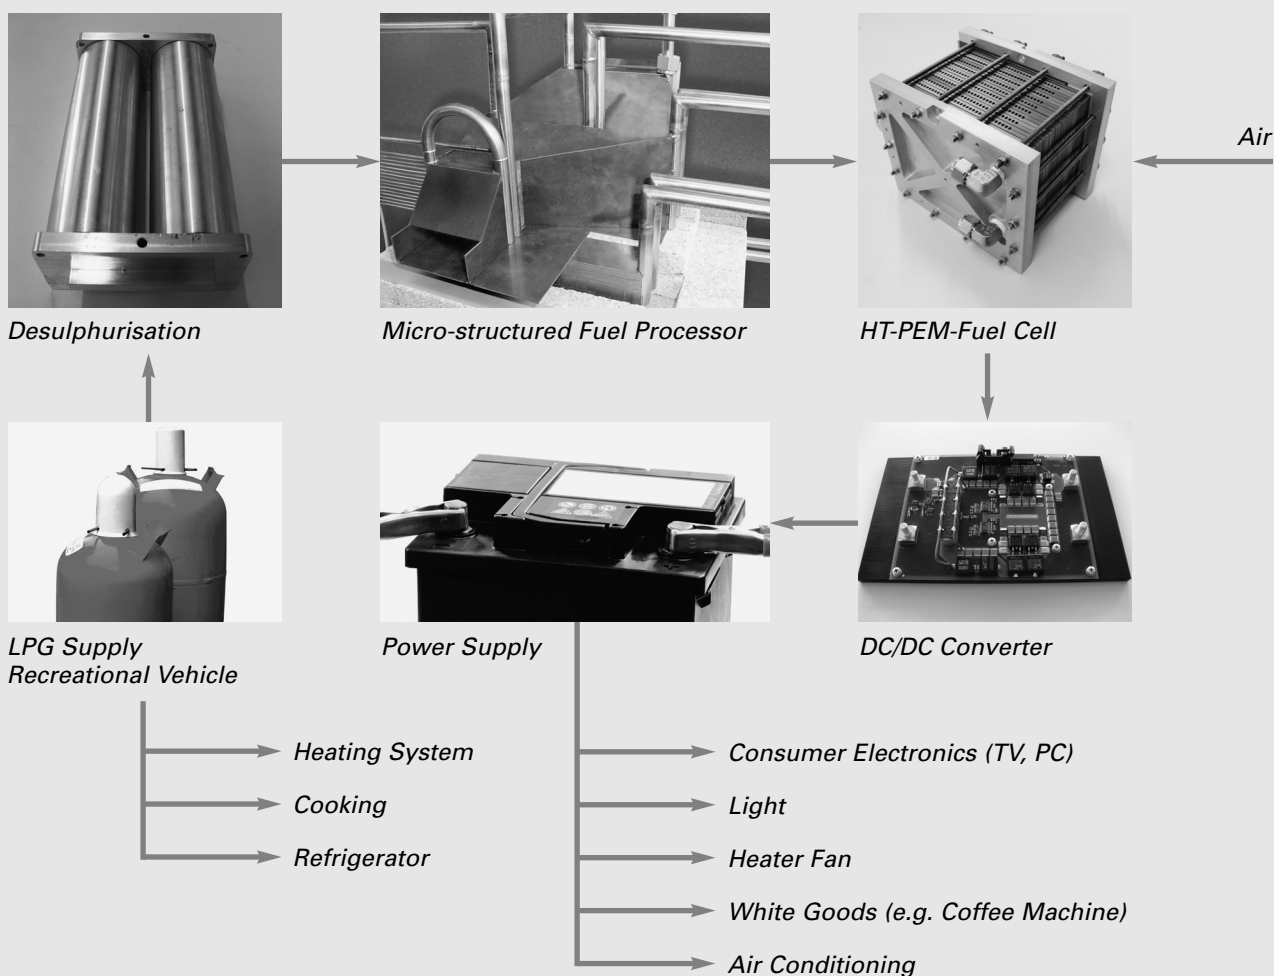 Air
Desulphurisation
Micro-structured Fuel Processor
HT-PEM-Fuel Cell
LPG Supply
Recreational Vehicle
Power Supply
DC/DC Converter
Heating System
Cooking
Refrigerator
Consumer Electronics (TV, PC)
Light
Heater Fan
White Goods (e.g. Coffee Machine)
Air Conditioning